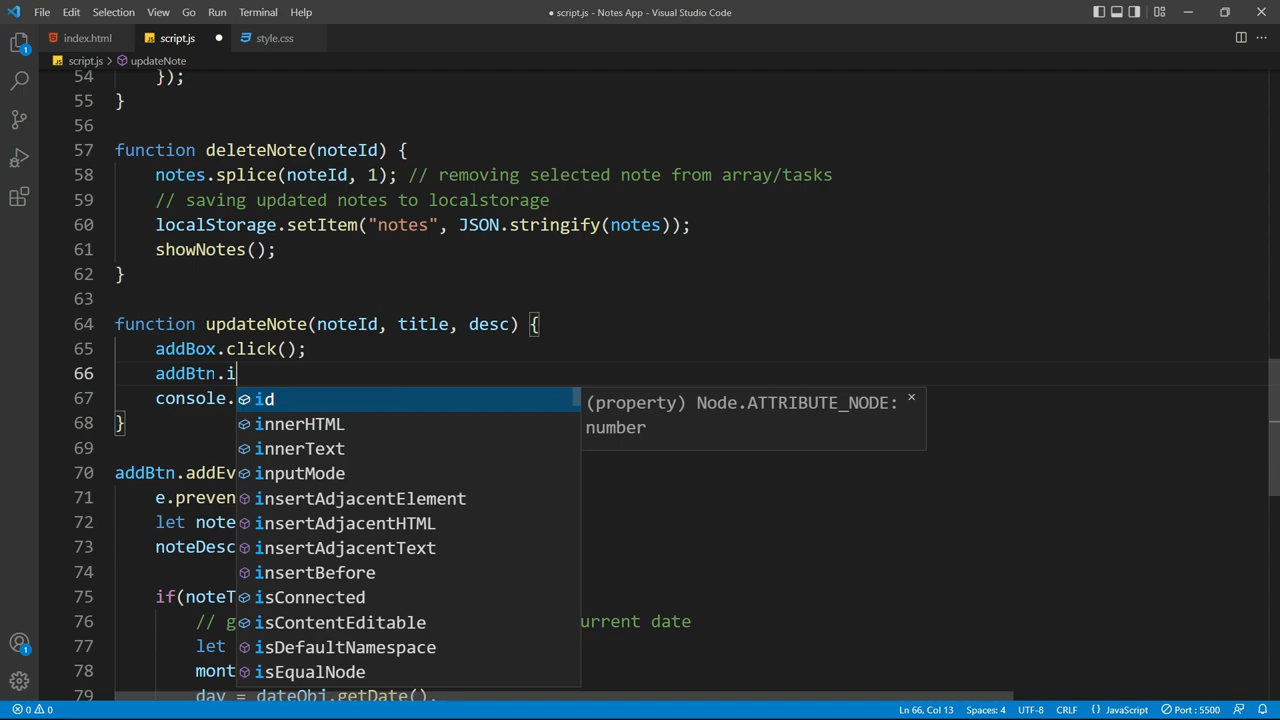 File Edit Selection View Go Run Terminal Help
● script.js - Notes App - Visual Studio Code
index.html script.js ● style.css
script.js > updateNote
54 });
55 }
56
57 function deleteNote(noteId) {
58 notes.splice(noteId, 1); // removing selected note from array/tasks
59 // saving updated notes to localstorage
60 localStorage.setItem("notes", JSON.stringify(notes));
61 showNotes();
62 }
63
64 function updateNote(noteId, title, desc) {
65 addBox.click();
66 addBtn.i
67 console.
68 }
69
70 addBtn.addEv
71 e.preven
72 let note
73 noteDesc
74
75 if(noteT
76 // g urrent date
77 let
78 mont
79 day = dateObj.getDate(),
id
innerHTML
innerText
inputMode
insertAdjacentElement
insertAdjacentHTML
insertAdjacentText
insertBefore
isConnected
isContentEditable
isDefaultNamespace
isEqualNode
(property) Node.ATTRIBUTE_NODE:
number
1
1
0 0 Ln 66, Col 13 Spaces: 4 UTF-8 CRLF {} JavaScript Port : 5500